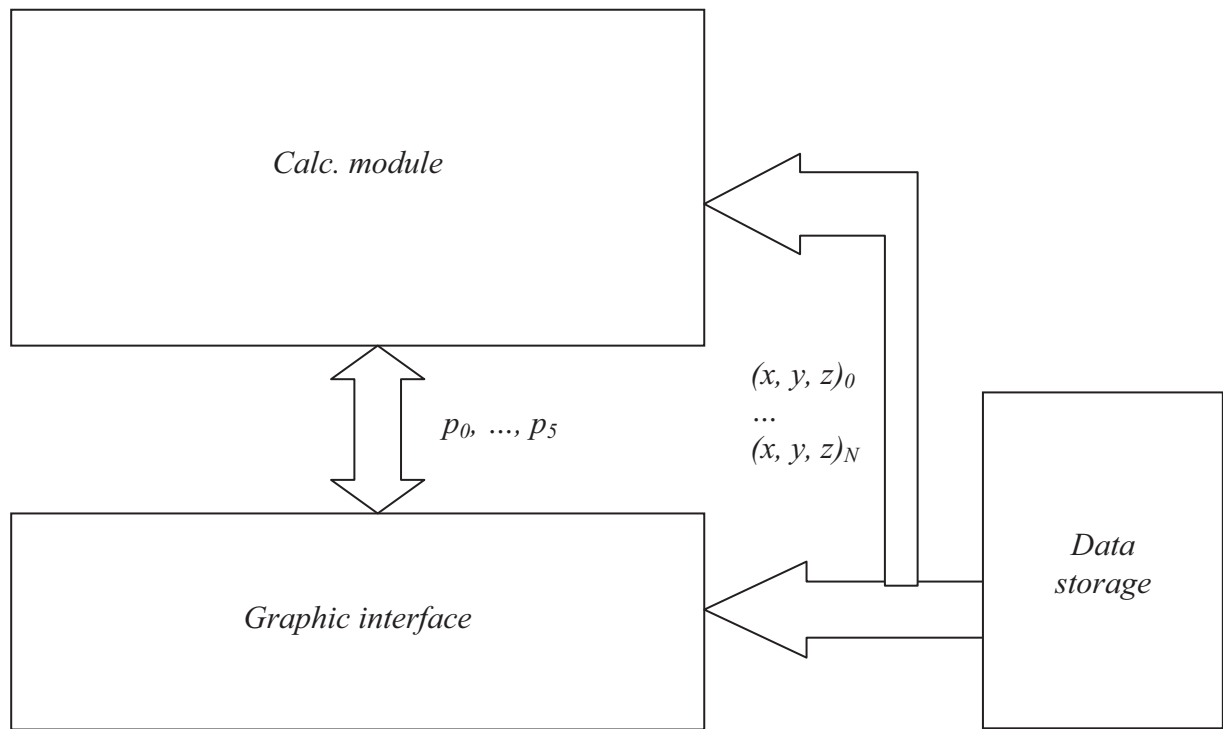 Calc. module
(x, y, z)0
p0, ..., p5
...
(x, y, z)N
Data
storage
Graphic interface